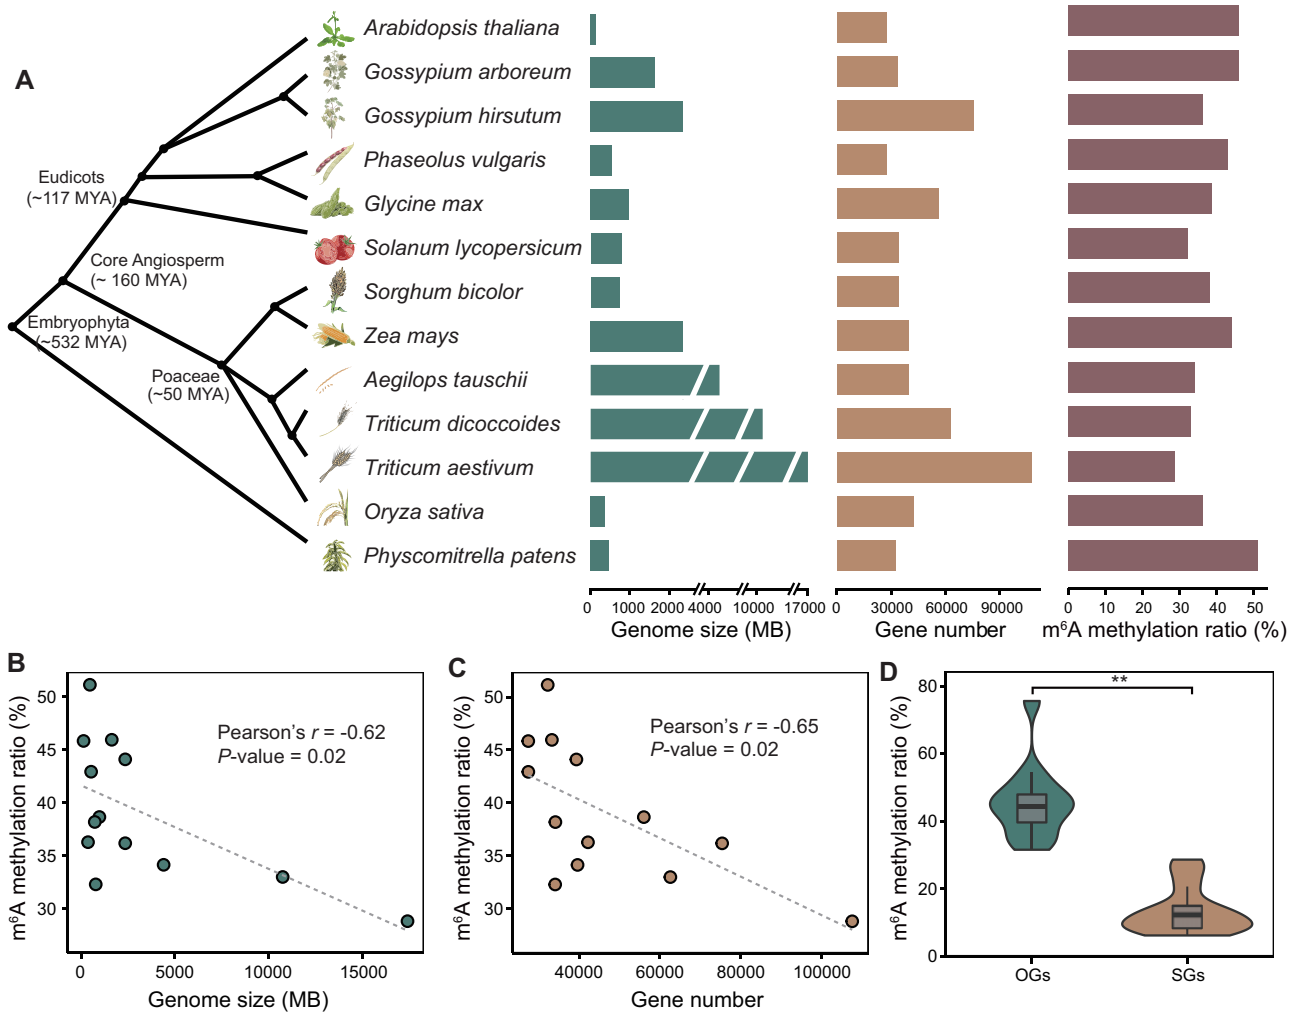 A
Arabidopsis thaliana
Gossypium arboreum
Gossypium hirsutum
Phaseolus vulgaris
Glycine max
Solanum lycopersicum
Sorghum bicolor
Zea mays
Aegilops tauschii
Triticum dicoccoides
Triticum aestivum
Oryza sativa
Physcomitrella patens
Eudicots
(~117 MYA)
Core Angiosperm
(~ 160 MYA)
Embryophyta
(~532 MYA)
Poaceae
(~50 MYA)
0 1000 2000 4000 10000 17000
Genome size (MB)
0 30000 60000 90000
Gene number
0 10 20 30 40 50
m⁶A methylation ratio (%)
B
m⁶A methylation ratio (%)
50
45
40
35
30
Pearson's r = -0.62
P-value = 0.02
0 5000 10000 15000
Genome size (MB)
C
m⁶A methylation ratio (%)
50
45
40
35
30
Pearson's r = -0.65
P-value = 0.02
40000 60000 80000 100000
Gene number
D
m⁶A methylation ratio (%)
80
60
40
20
0
**
OGs SGs